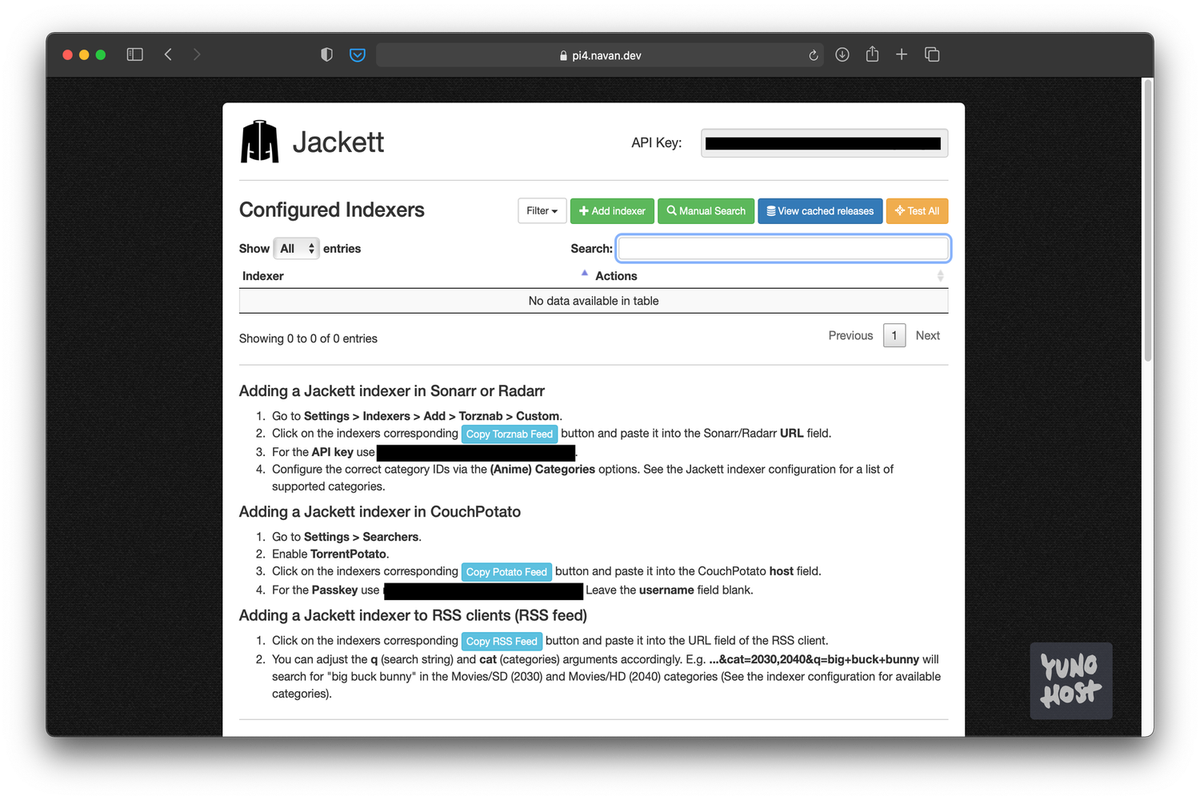 pi4.navan.dev
Jackett
API Key:
Configured Indexers
Filter
Add indexer
Manual Search
View cached releases
Test All
Show All entries
Search:
Indexer
Actions
No data available in table
Showing 0 to 0 of 0 entries
Previous 1 Next
Adding a Jackett indexer in Sonarr or Radarr
1. Go to Settings > Indexers > Add > Torznab > Custom.
2. Click on the indexers corresponding Copy Torznab Feed button and paste it into the Sonarr/Radarr URL field.
3. For the API key use .
4. Configure the correct category IDs via the (Anime) Categories options. See the Jackett indexer configuration for a list of
supported categories.
Adding a Jackett indexer in CouchPotato
1. Go to Settings > Searchers.
2. Enable TorrentPotato.
3. Click on the indexers corresponding Copy Potato Feed button and paste it into the CouchPotato host field.
4. For the Passkey use Leave the username field blank.
Adding a Jackett indexer to RSS clients (RSS feed)
1. Click on the indexers corresponding Copy RSS Feed button and paste it into the URL field of the RSS client.
2. You can adjust the q (search string) and cat (categories) arguments accordingly. E.g. ...&cat=2030,2040&q=big+buck+bunny will
search for "big buck bunny" in the Movies/SD (2030) and Movies/HD (2040) categories (See the indexer configuration for available
categories).
YUNO
HOST